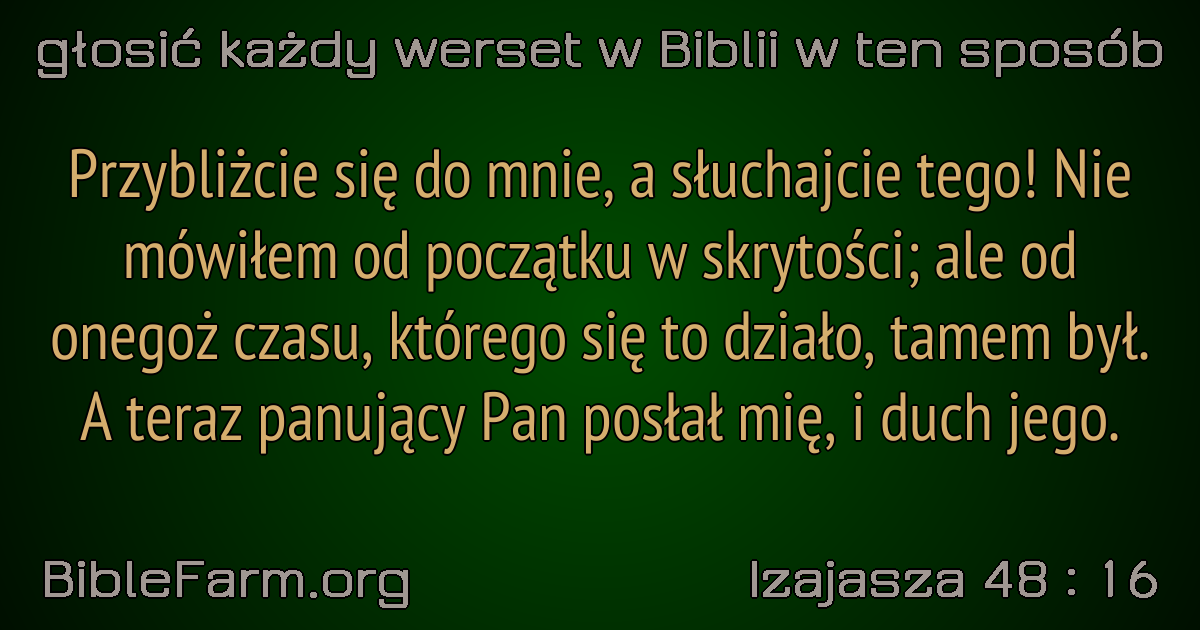 głosić każdy werset w Biblii w ten sposób
Przybliżcie się do mnie, a słuchajcie tego! Nie
mówiłem od początku w skrytości; ale od
onegoż czasu, którego się to działo, tamem był.
A teraz panujący Pan posłał mię, i duch jego.
BibleFarm.org
Izajasza 48 : 16